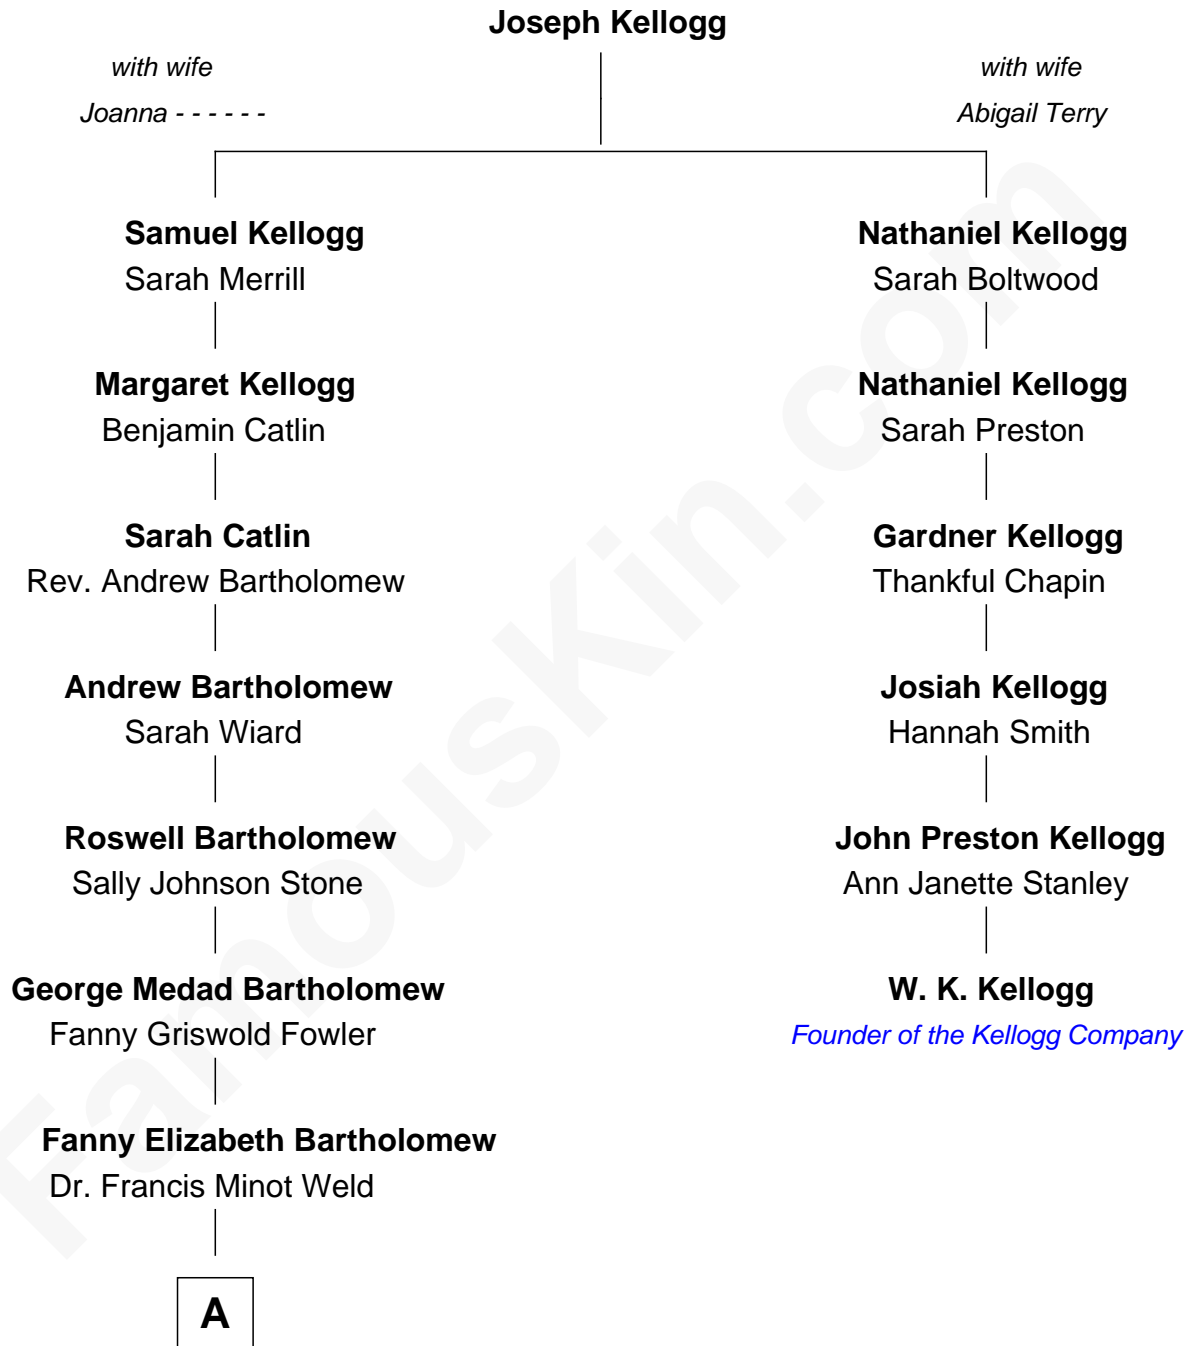 Joseph Kellogg
with wife
Joanna - - - - - -
with wife
Abigail Terry
Samuel Kellogg
Sarah Merrill
Nathaniel Kellogg
Sarah Boltwood
Margaret Kellogg
Benjamin Catlin
Nathaniel Kellogg
Sarah Preston
Sarah Catlin
Rev. Andrew Bartholomew
Gardner Kellogg
Thankful Chapin
Andrew Bartholomew
Sarah Wiard
Josiah Kellogg
Hannah Smith
Roswell Bartholomew
Sally Johnson Stone
John Preston Kellogg
Ann Janette Stanley
George Medad Bartholomew
Fanny Griswold Fowler
W. K. Kellogg
Founder of the Kellogg Company
Fanny Elizabeth Bartholomew
Dr. Francis Minot Weld
A
FamousKin.com